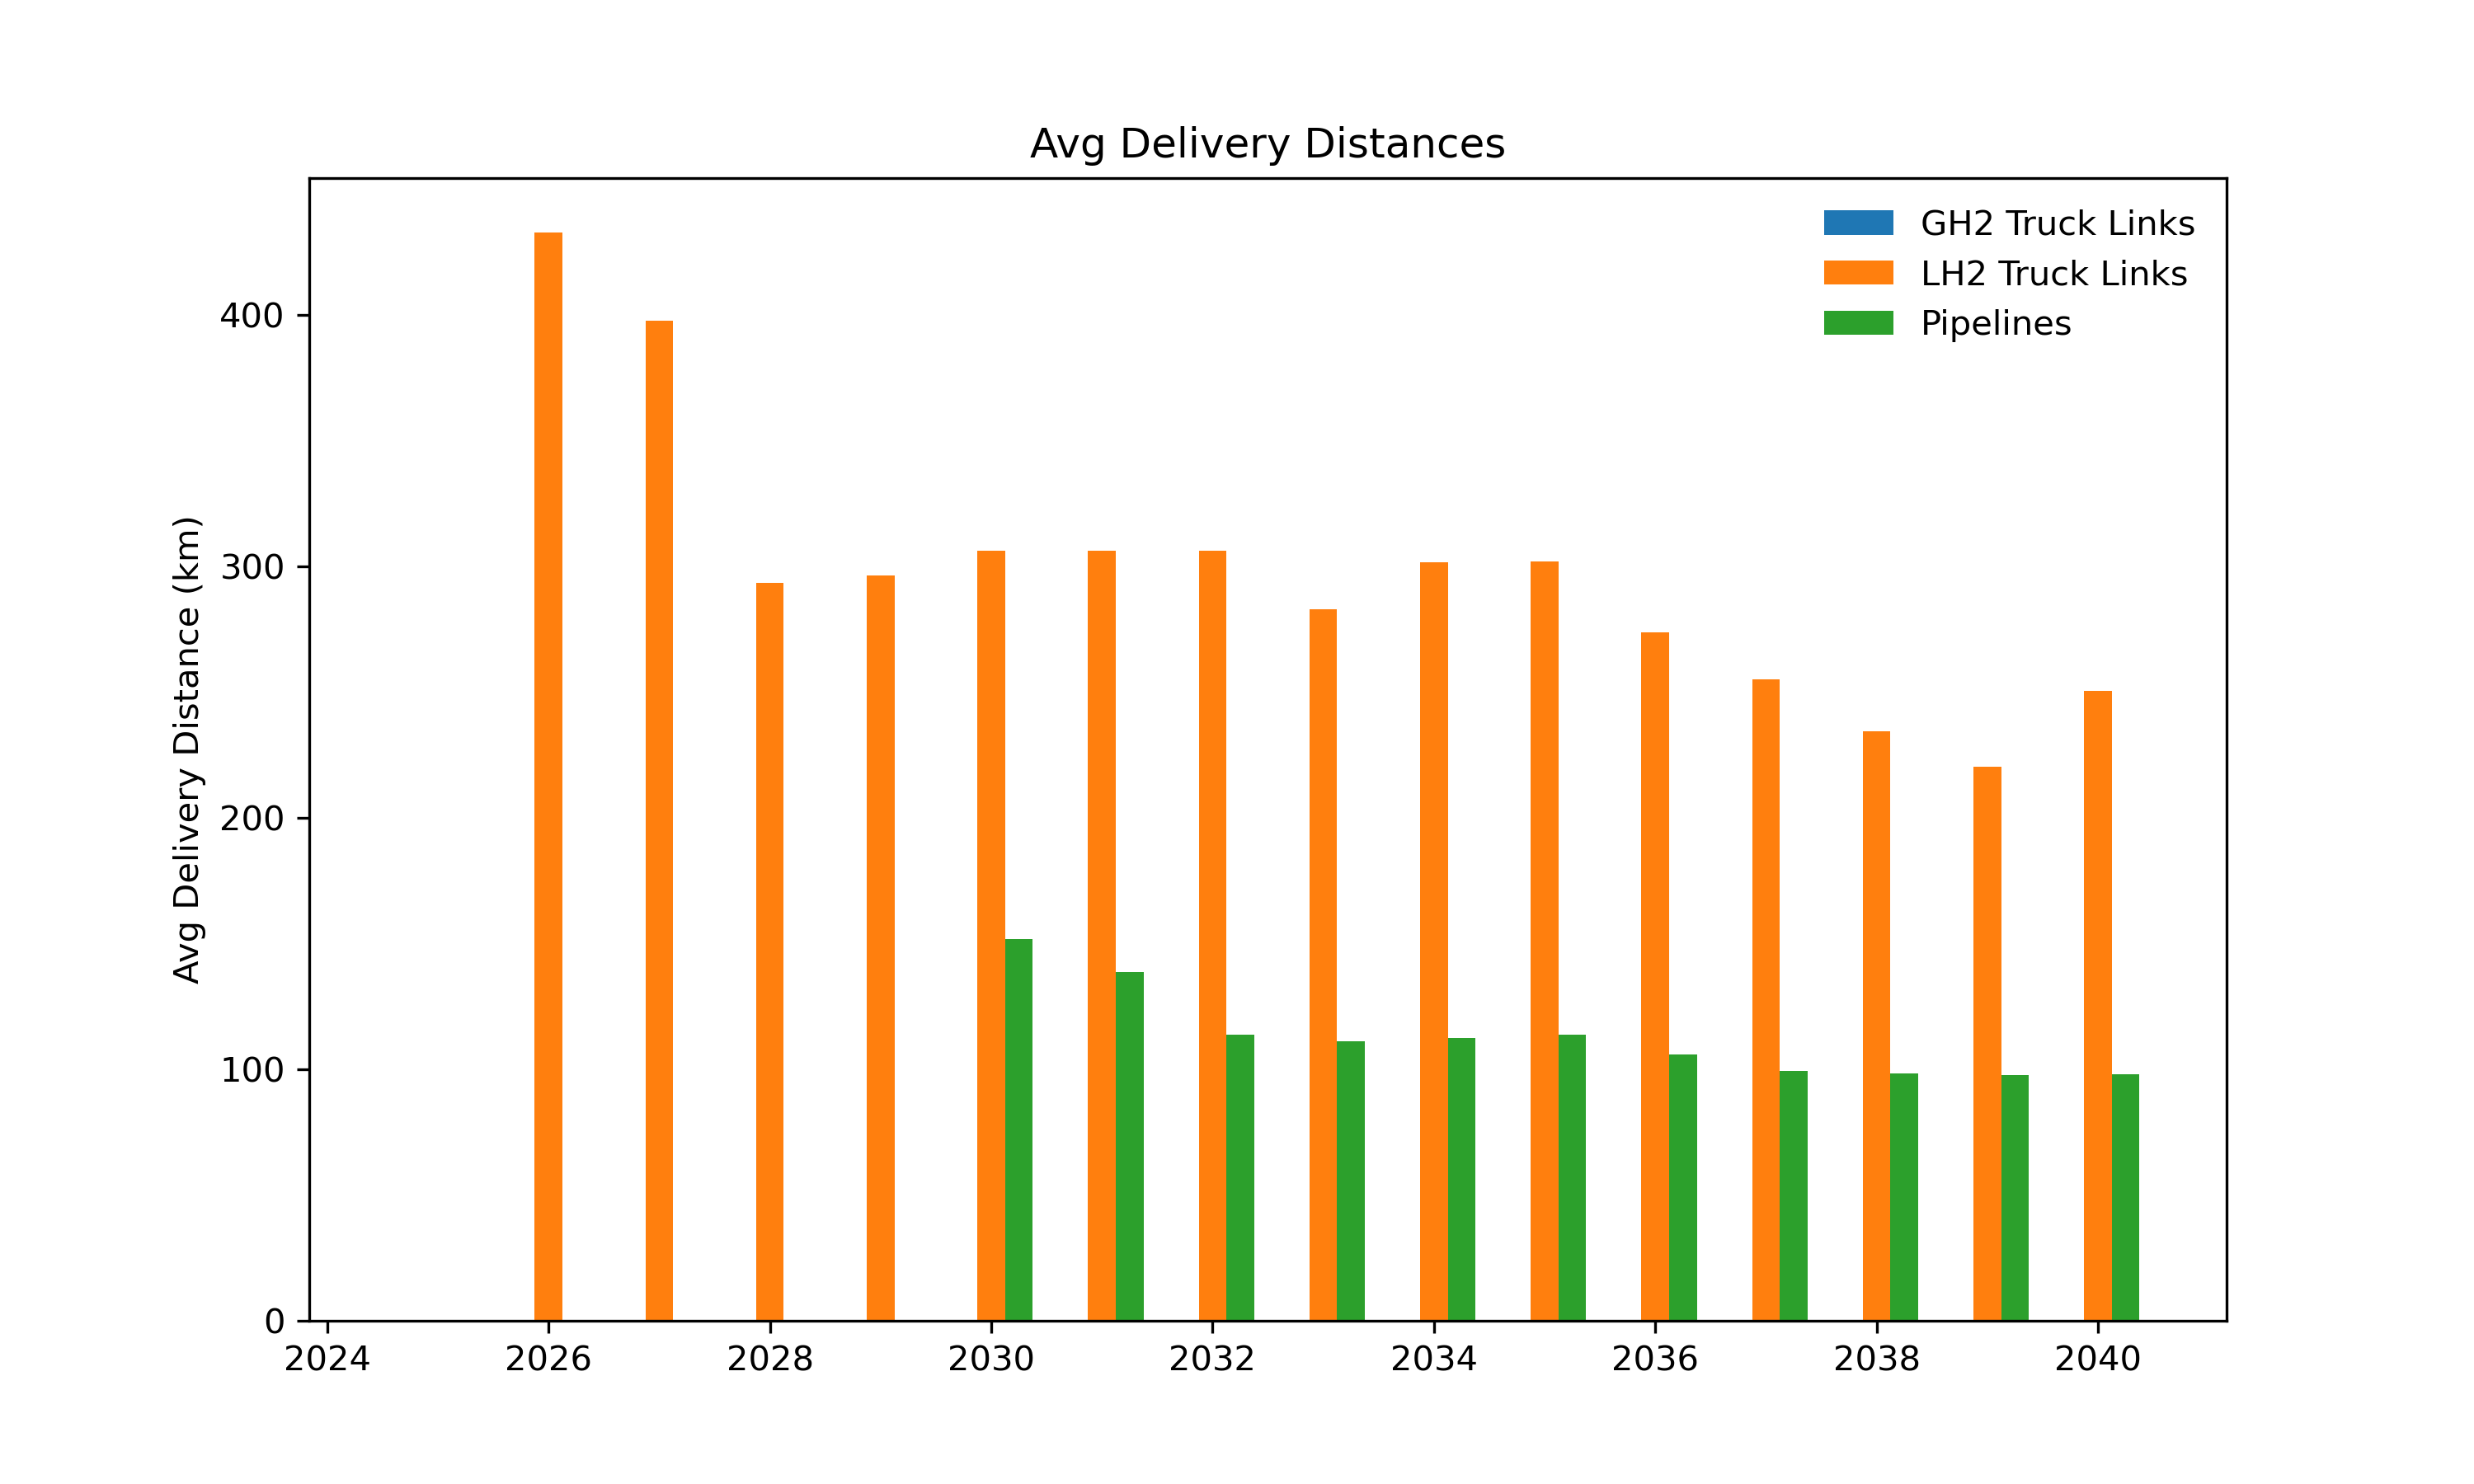 Avg Delivery Distances
GH2 Truck Links
LH2 Truck Links
Pipelines
Avg Delivery Distance (km)
400
300
200
100
0
2024 2026 2028 2030 2032 2034 2036 2038 2040